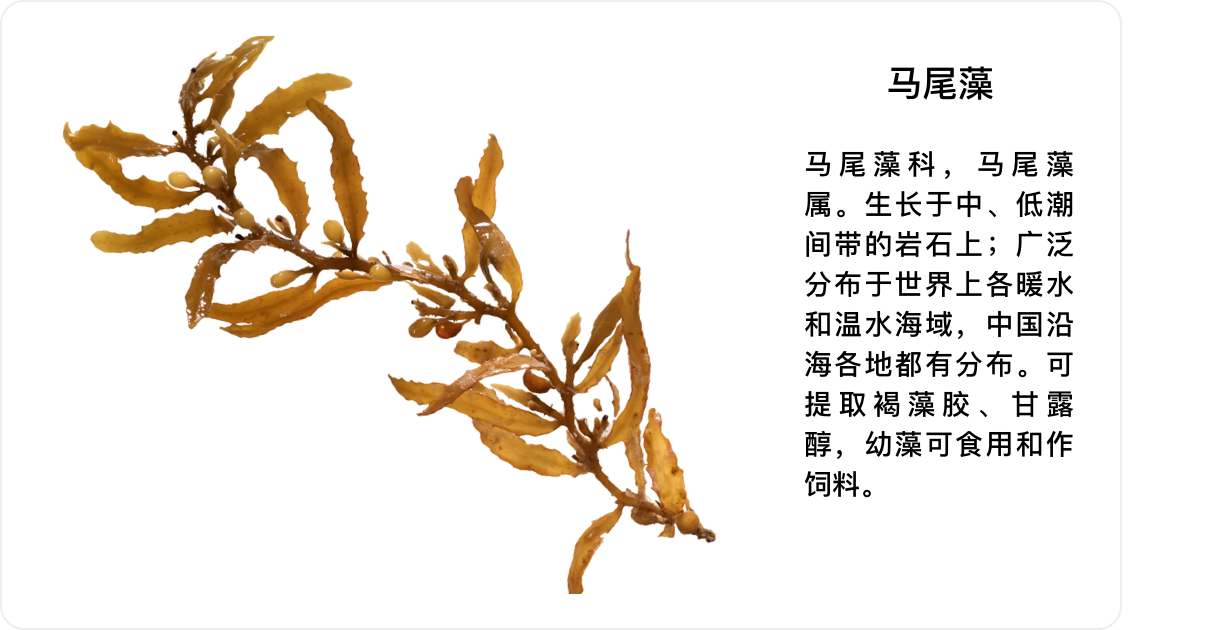 马尾藻
马尾藻科，马尾藻
属。生长于中、低潮
间带的岩石上；广泛
分布于世界上各暖水
和温水海域，中国沿
海各地都有分布。可
提取褐藻胶、甘露
醇，幼藻可食用和作
饲料。